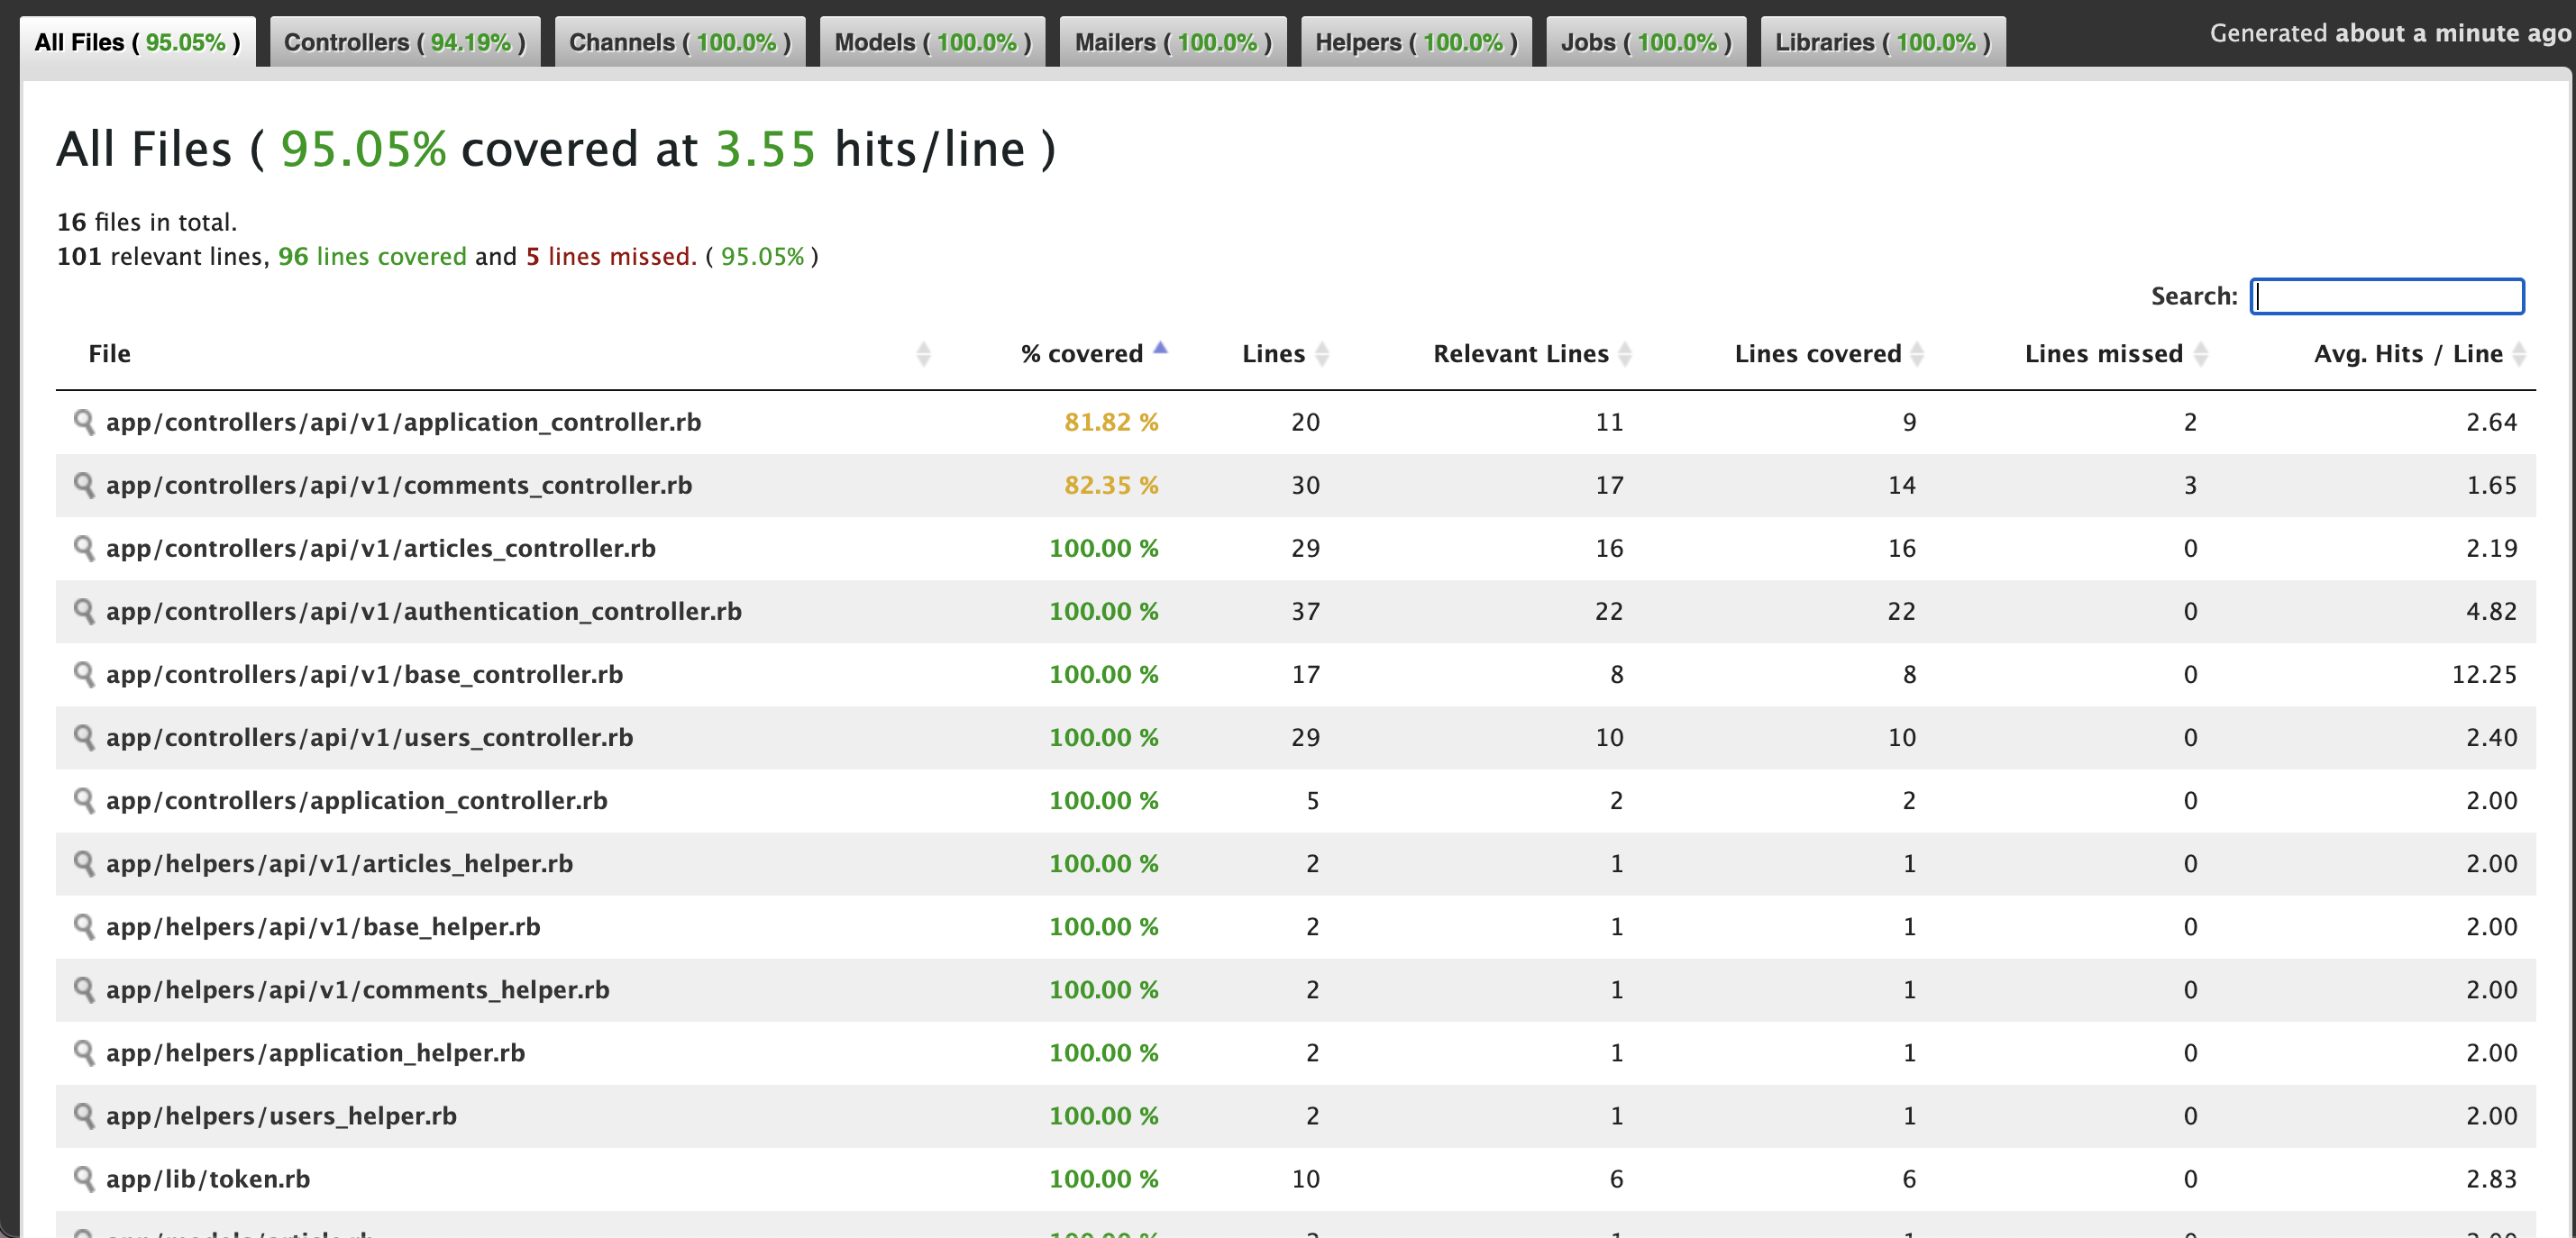 All Files ( 95.05% ) Controllers ( 94.19% ) Channels ( 100.0% ) Models ( 100.0% ) Mailers ( 100.0% ) Helpers ( 100.0% ) Jobs ( 100.0% ) Libraries ( 100.0% ) Generated about a minute ago
All Files ( 95.05% covered at 3.55 hits/line )
16 files in total.
101 relevant lines, 96 lines covered and 5 lines missed. ( 95.05% )
Search:
File % covered Lines Relevant Lines Lines covered Lines missed Avg. Hits / Line
app/controllers/api/v1/application_controller.rb 81.82 % 20 11 9 2 2.64
app/controllers/api/v1/comments_controller.rb 82.35 % 30 17 14 3 1.65
app/controllers/api/v1/articles_controller.rb 100.00 % 29 16 16 0 2.19
app/controllers/api/v1/authentication_controller.rb 100.00 % 37 22 22 0 4.82
app/controllers/api/v1/base_controller.rb 100.00 % 17 8 8 0 12.25
app/controllers/api/v1/users_controller.rb 100.00 % 29 10 10 0 2.40
app/controllers/application_controller.rb 100.00 % 5 2 2 0 2.00
app/helpers/api/v1/articles_helper.rb 100.00 % 2 1 1 0 2.00
app/helpers/api/v1/base_helper.rb 100.00 % 2 1 1 0 2.00
app/helpers/api/v1/comments_helper.rb 100.00 % 2 1 1 0 2.00
app/helpers/application_helper.rb 100.00 % 2 1 1 0 2.00
app/helpers/users_helper.rb 100.00 % 2 1 1 0 2.00
app/lib/token.rb 100.00 % 10 6 6 0 2.83